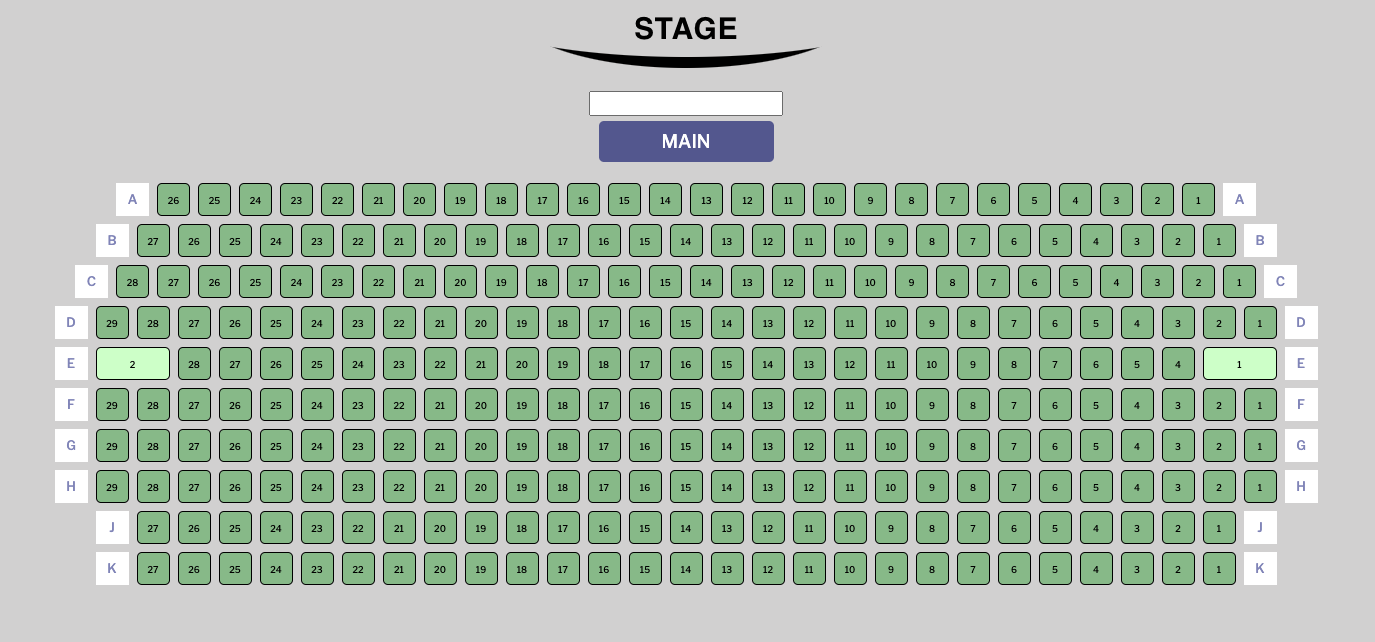 STAGE
MAIN
A 26 25 24 23 22 21 20 19 18 17 16 15 14 13 12 11 10 9 8 7 6 5 4 3 2 1 A
B 27 26 25 24 23 22 21 20 19 18 17 16 15 14 13 12 11 10 9 8 7 6 5 4 3 2 1 B
C 28 27 26 25 24 23 22 21 20 19 18 17 16 15 14 13 12 11 10 9 8 7 6 5 4 3 2 1 C
D 29 28 27 26 25 24 23 22 21 20 19 18 17 16 15 14 13 12 11 10 9 8 7 6 5 4 3 2 1 D
E 2 28 27 26 25 24 23 22 21 20 19 18 17 16 15 14 13 12 11 10 9 8 7 6 5 4 1 E
F 29 28 27 26 25 24 23 22 21 20 19 18 17 16 15 14 13 12 11 10 9 8 7 6 5 4 3 2 1 F
G 29 28 27 26 25 24 23 22 21 20 19 18 17 16 15 14 13 12 11 10 9 8 7 6 5 4 3 2 1 G
H 29 28 27 26 25 24 23 22 21 20 19 18 17 16 15 14 13 12 11 10 9 8 7 6 5 4 3 2 1 H
J 27 26 25 24 23 22 21 20 19 18 17 16 15 14 13 12 11 10 9 8 7 6 5 4 3 2 1 J
K 27 26 25 24 23 22 21 20 19 18 17 16 15 14 13 12 11 10 9 8 7 6 5 4 3 2 1 K